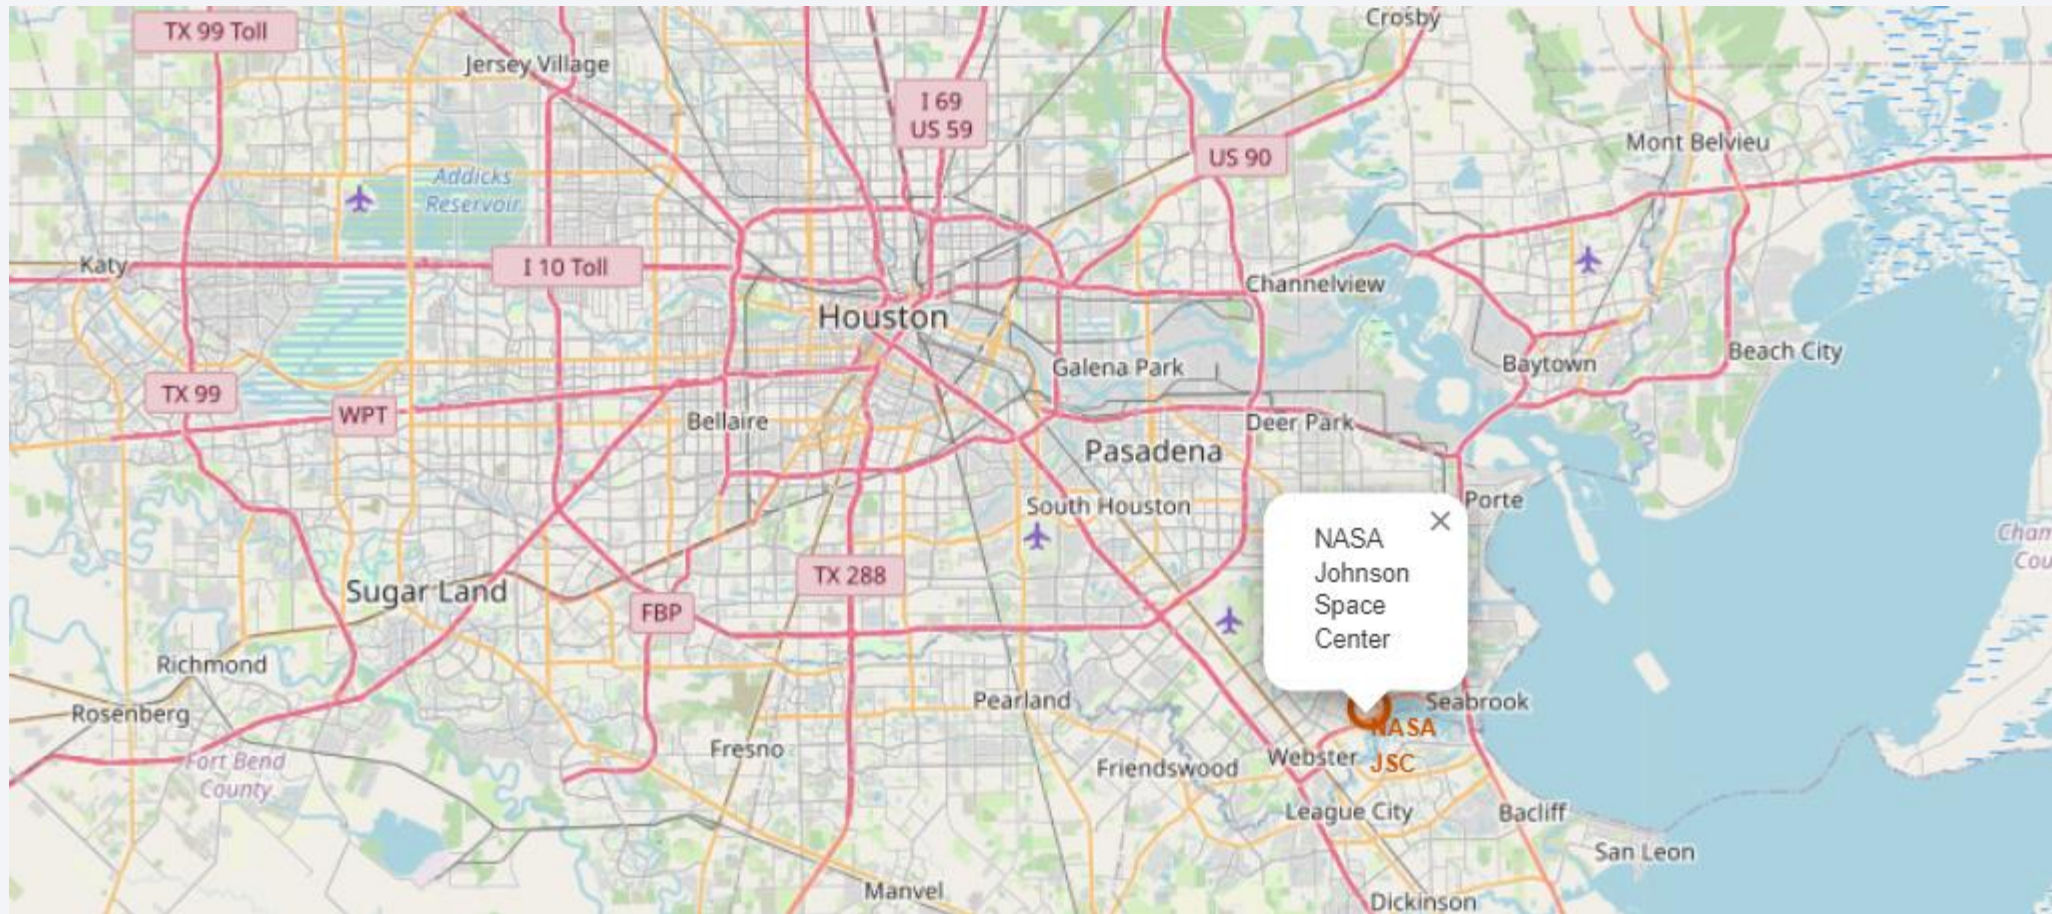 Crosby
TX 99 Toll
Jersey Village
I 69
US 59
Mont Belvieu
US 90
Addicks
Reservoir
Katy
I 10 Toll
Channelview
Houston
Beach City
Galena Park
Baytown
TX 99
WPT
Bellaire
Deer Park
Pasadena
Porte
South Houston
NASA
Johnson
Space
Center
Cham
Cou
TX 288
Sugar Land
FBP
Richmond
Pearland
Seabrook
Rosenberg
NASA
JSC
Fresno
Webster
Friendswood
Fort Bend
County
League City
Bacliff
San Leon
Manvel
Dickinson